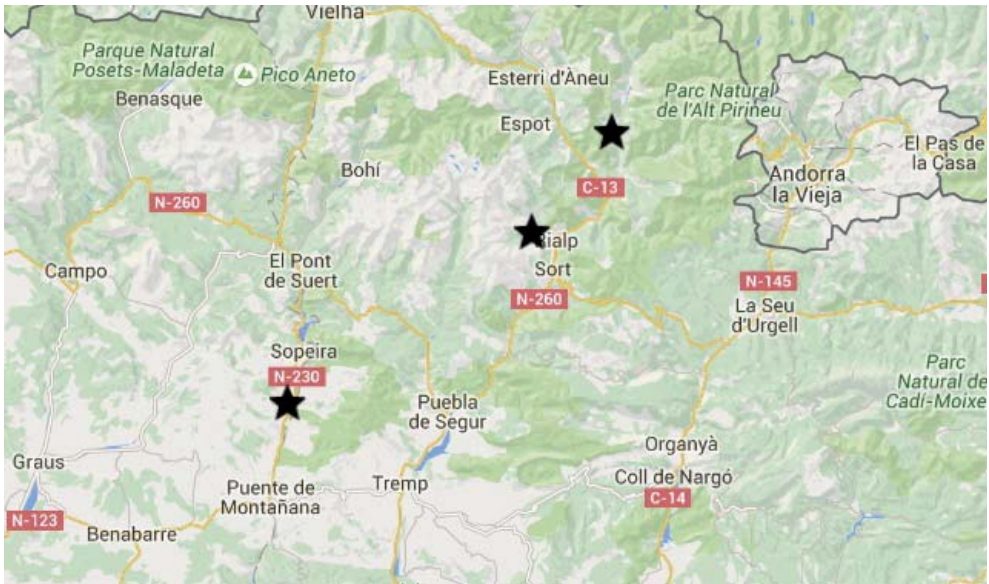 Vielha
Parque Natural
Posets-Maladeta
Pico Aneto
Benasque
Esterri d'Àneu
Espot
Parc Natural
de l'Alt Pirineu
El Pas de
la Casa
Andorra
la Vieja
Bohí
C-13
N-260
Campo
El Pont
de Suert
ialp
Sort
N-260
N-145
La Seu
d'Urgell
Sopeira
N-230
Parc
Natural de
Cadí-Moixe
Puebla
de Segur
Organyà
Graus
Tremp
Coll de Nargó
C-14
Puente de
Montañana
N-123
Benabarre